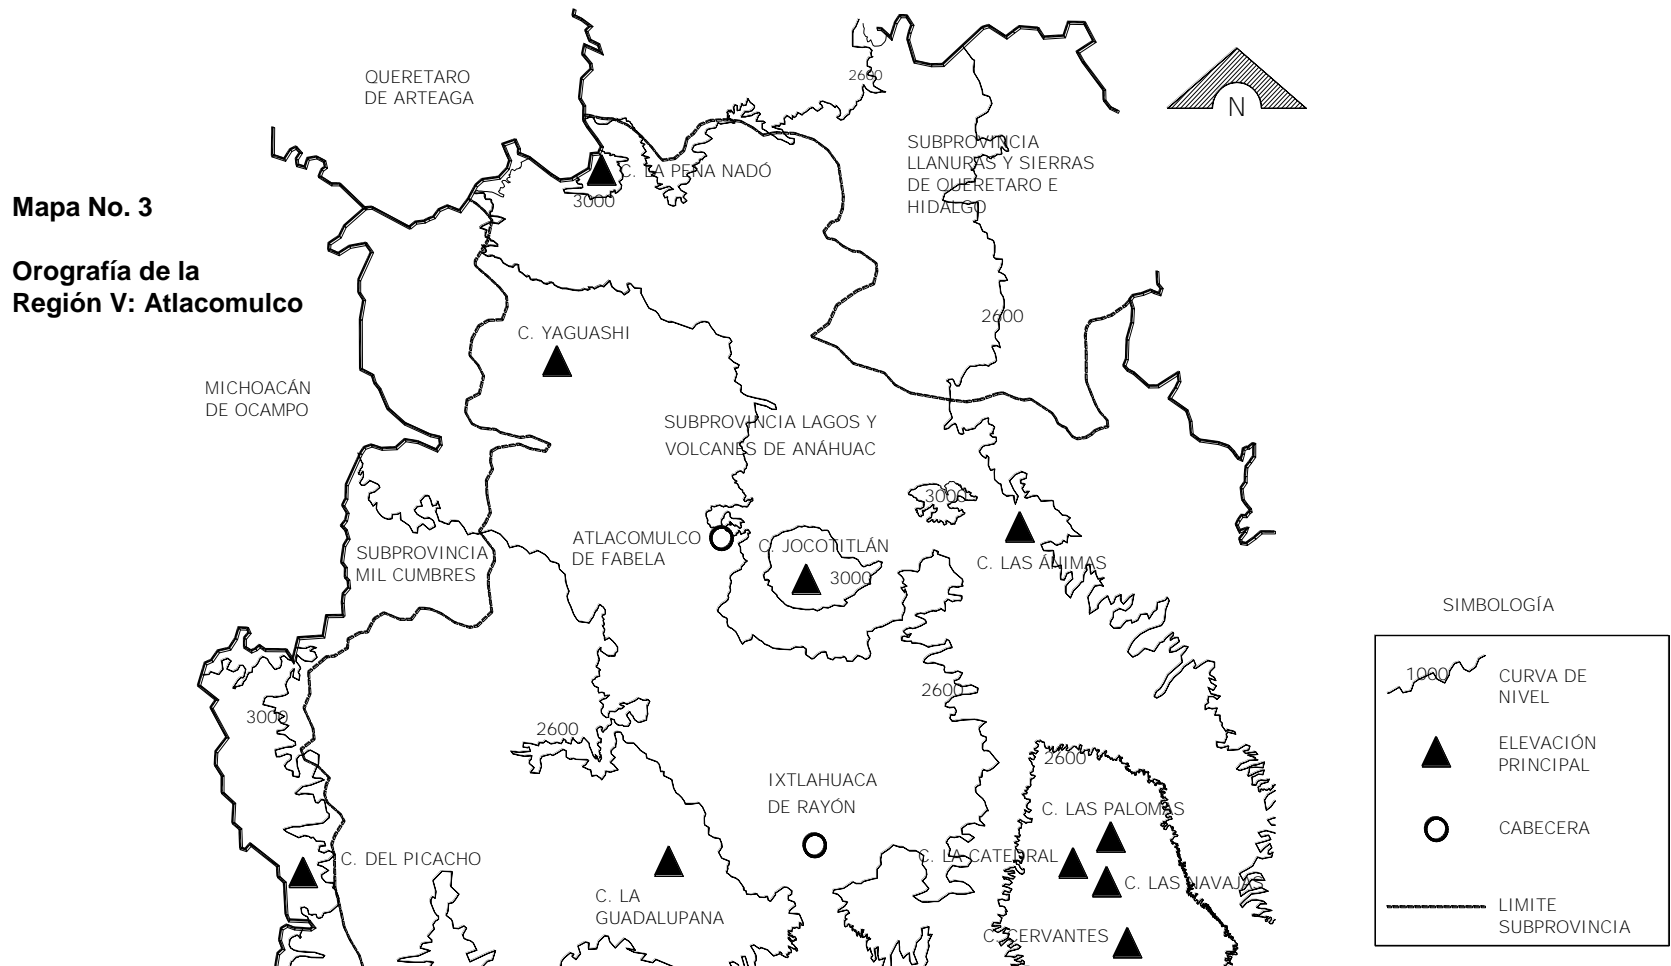 QUERETARO
DE ARTEAGA
2600
N
SUBPROVINCIA
LLANURAS Y SIERRAS
DE QUERETARO E
HIDALGO
C. LA PEÑA NADÓ
3000
Mapa No. 3
Orografía de la
Región V: Atlacomulco
2600
C. YAGUASHI
MICHOACÁN
DE OCAMPO
SUBPROVINCIA LAGOS Y
VOLCANES DE ANÁHUAC
3000
ATLACOMULCO
DE FABELA
C. JOCOTITLÁN
3000
C. LAS ÁNIMAS
SUBPROVINCIA
MIL CUMBRES
2600
3000
2600
IXTLAHUACA
DE RAYÓN
2600
C. LAS PALOMAS
C. LA CATEDRAL
C. LAS NAVAJAS
C. DEL PICACHO
C. LA
GUADALUPANA
C. CERVANTES
SIMBOLOGÍA
1000
CURVA DE
NIVEL
ELEVACIÓN
PRINCIPAL
CABECERA
LIMITE
SUBPROVINCIA